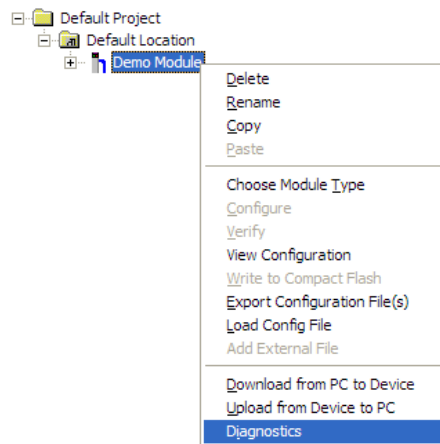 Default Project
Default Location
Demo Module
Delete
Rename
Copy
Paste
Choose Module Type
Configure
Verify
View Configuration
Write to Compact Flash
Export Configuration File(s)
Load Config File
Add External File
Download from PC to Device
Upload from Device to PC
Diagnostics